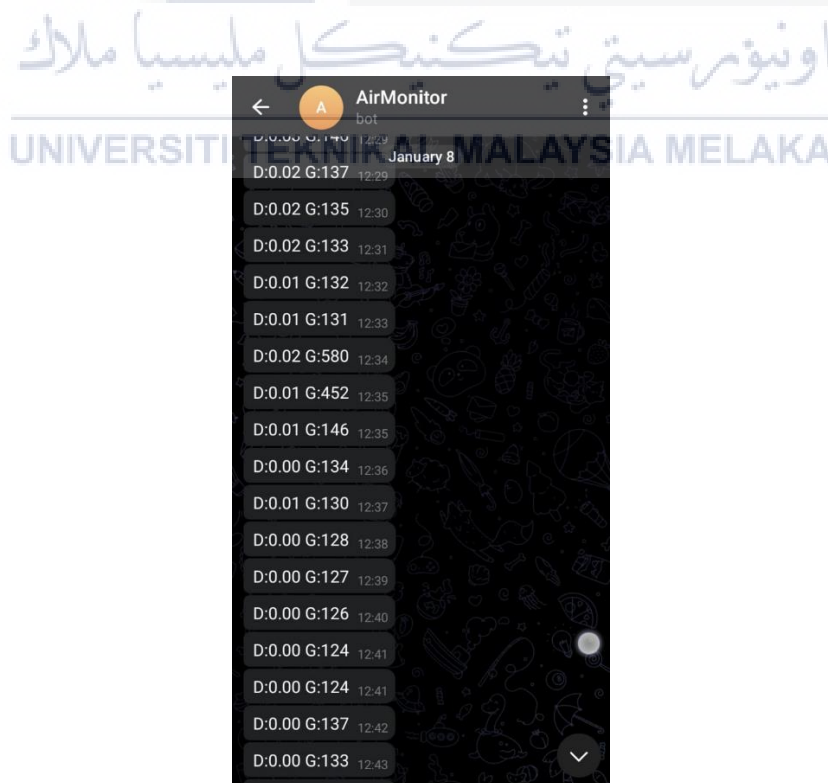 اونيۏرسيتي تيكنيكل مليسيا ملاك
UNIVERSITI TEKNIKAL MALAYSIA MELAKA
A
AirMonitor
bot
January 8
12:29
D:0.02 G:137 12:29
D:0.02 G:135 12:30
D:0.02 G:133 12:31
D:0.01 G:132 12:32
D:0.01 G:131 12:33
D:0.02 G:580 12:34
D:0.01 G:452 12:35
D:0.01 G:146 12:35
D:0.00 G:134 12:36
D:0.01 G:130 12:37
D:0.00 G:128 12:38
D:0.00 G:127 12:39
D:0.00 G:126 12:40
D:0.00 G:124 12:41
D:0.00 G:124 12:41
D:0.00 G:137 12:42
D:0.00 G:133 12:43